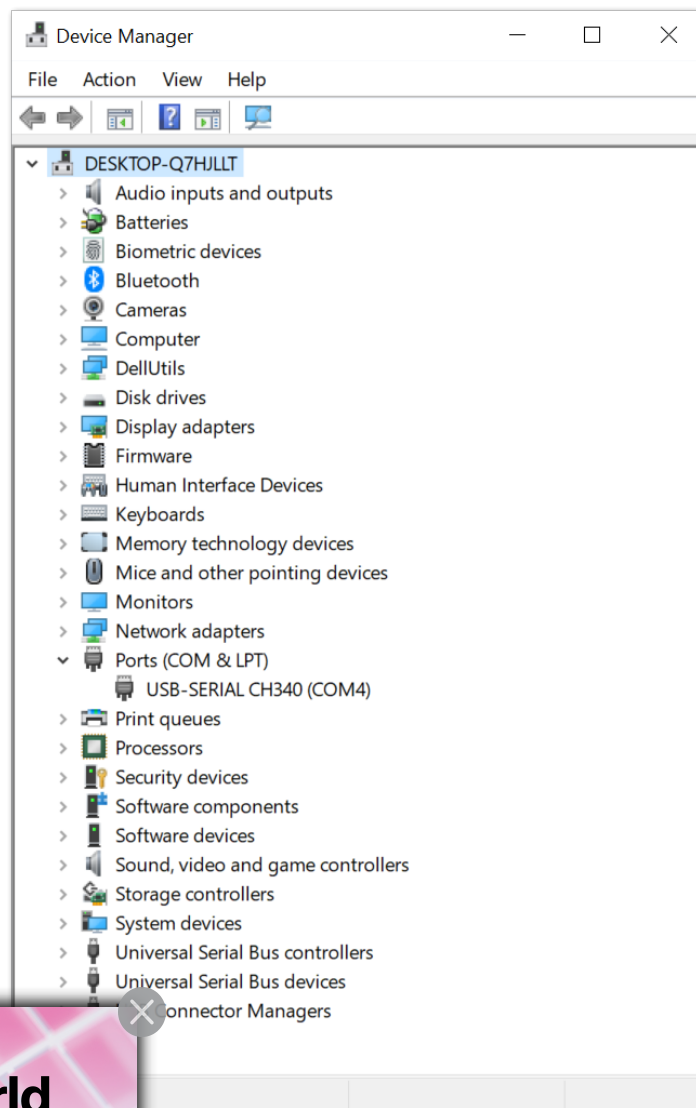 Device Manager
File Action View Help
DESKTOP-Q7HJLLT
Audio inputs and outputs
Batteries
Biometric devices
Bluetooth
Cameras
Computer
DellUtils
Disk drives
Display adapters
Firmware
Human Interface Devices
Keyboards
Memory technology devices
Mice and other pointing devices
Monitors
Network adapters
Ports (COM & LPT)
USB-SERIAL CH340 (COM4)
Print queues
Processors
Security devices
Software components
Software devices
Sound, video and game controllers
Storage controllers
System devices
Universal Serial Bus controllers
Universal Serial Bus devices
Connector Managers